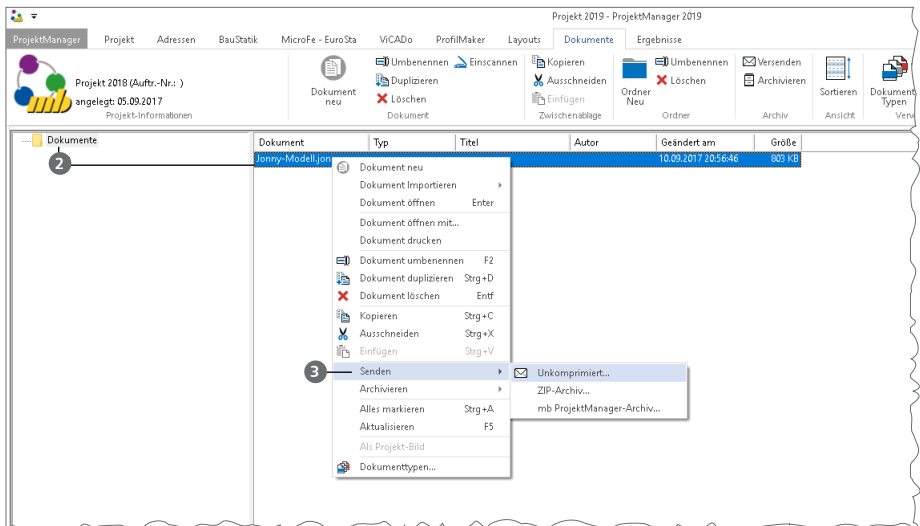 Projekt 2019 - ProjektManager 2019
ProjektManager Projekt Adressen BauStatik MicroFe - EuroSta ViCADo ProfilMaker Layouts Dokumente Ergebnisse
mb
Projekt 2018 (Auftr.-Nr.: )
angelegt: 05.09.2017
Projekt-Informationen
Dokument neu
Umbenennen Einscannen
Duplizieren
Löschen
Dokument
Kopieren
Ausschneiden
Einfügen
Zwischenablage
Ordner Neu
Umbenennen
Löschen
Ordner
Versenden
Archivieren
Archiv
Sortieren
Ansicht
Dokument
Typen
Verw
Dokumente
2
Dokument Typ Titel Autor Geändert am Größe
Jonny-Modell.jon 10.09.2017 20:56:46 803 KB
Dokument neu
Dokument Importieren
Dokument öffnen Enter
Dokument öffnen mit...
Dokument drucken
Dokument umbenennen F2
Dokument duplizieren Strg+D
Dokument löschen Entf
Kopieren Strg+C
Ausschneiden Strg+X
Einfügen Strg+V
3
Senden
Archivieren
Alles markieren Strg+A
Aktualisieren F5
Als Projekt-Bild
Dokumenttypen...
Unkomprimiert...
ZIP-Archiv...
mb ProjektManager-Archiv...